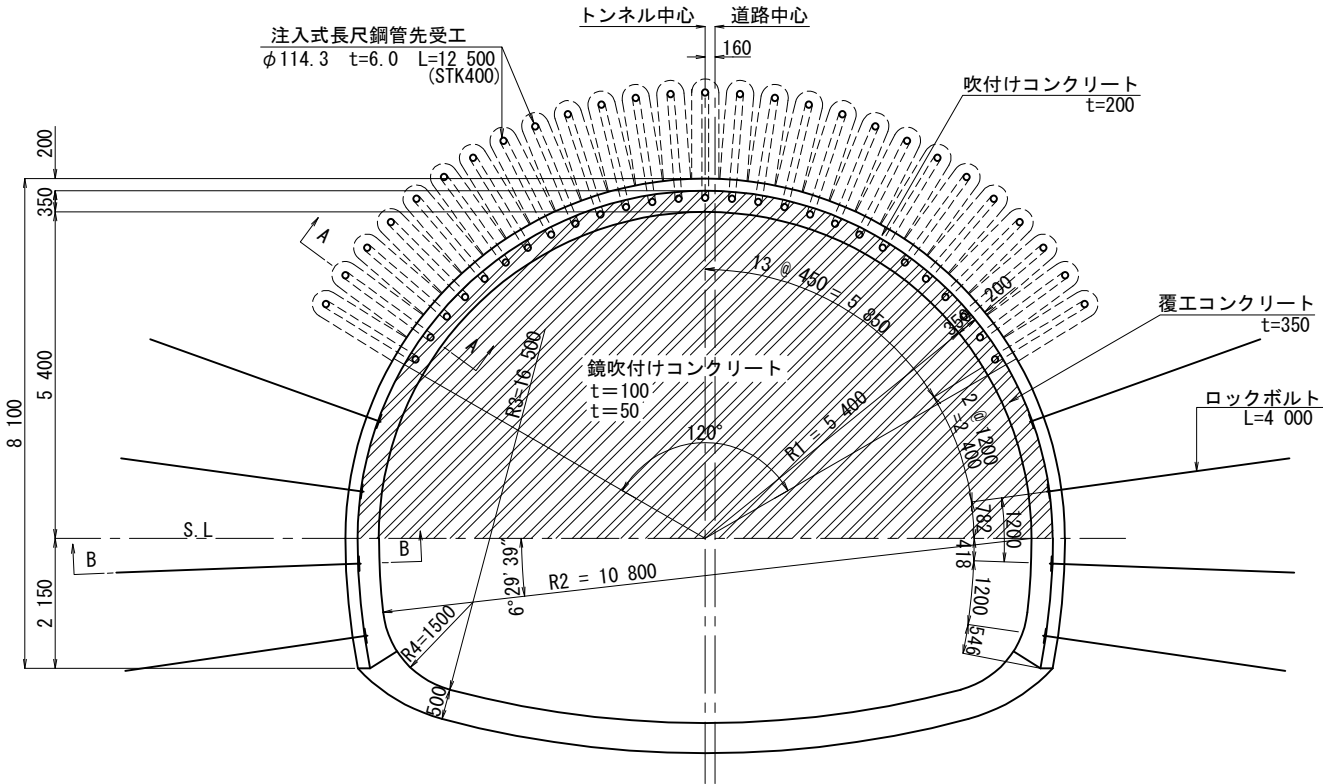 トンネル中心
道路中心
160
注入式長尺鋼管先受工
φ114.3 t=6.0 L=12 500
(STK400)
吹付けコンクリート
t=200
200
350
5 400
8 100
2 150
A
A
13 @ 450 = 5 850
200
350
覆工コンクリート
t=350
鏡吹付けコンクリート
t=100
t=50
R3=16 500
R1 = 5 400
2 @ 1200
=2 400
ロックボルト
L=4 000
120°
782
1200
S.L
B
B
418
6°29'39"
R2 = 10 800
1200
546
R4=1500
500